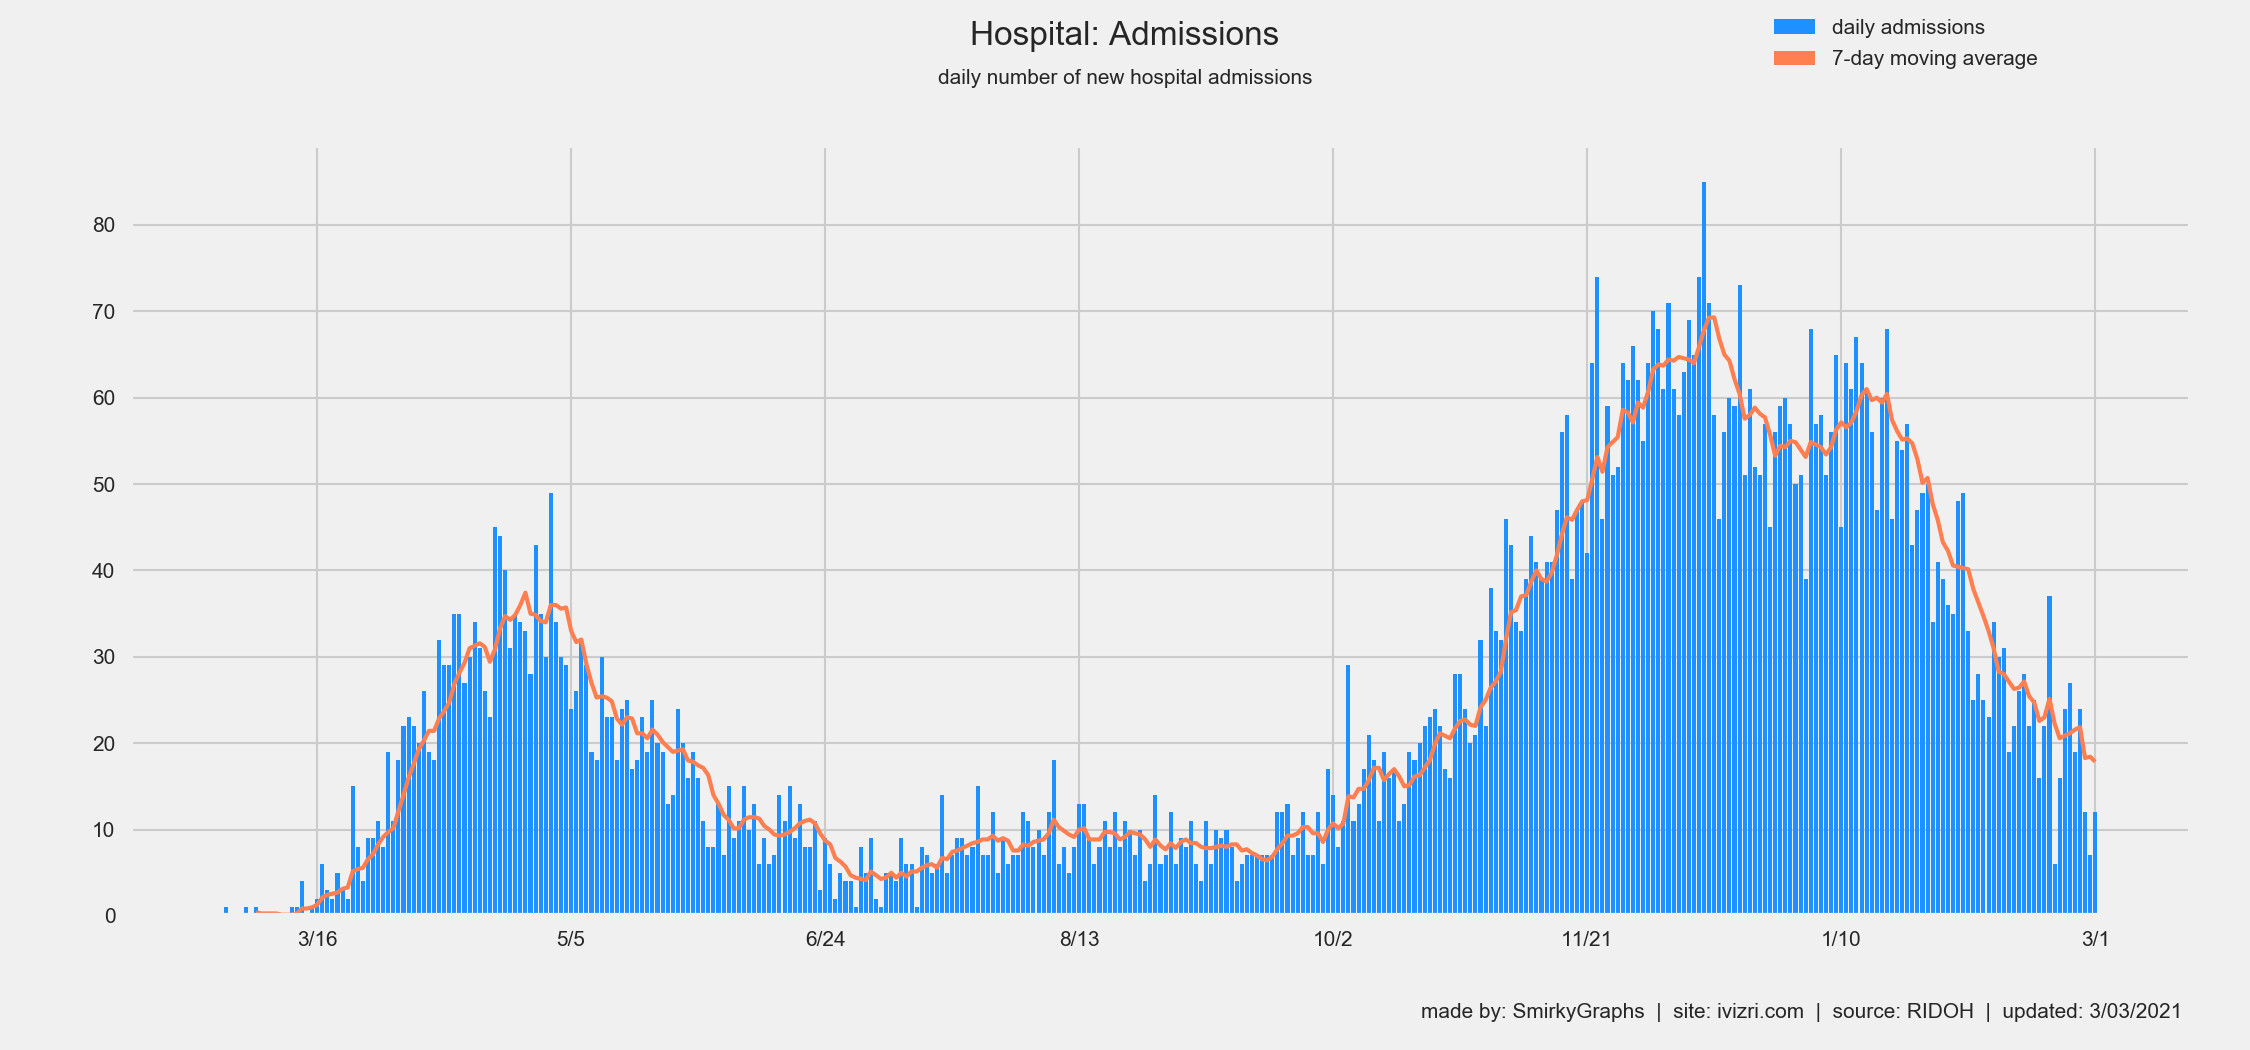 Hospital: Admissions
daily number of new hospital admissions
daily admissions
7-day moving average
80
70
60
50
40
30
20
10
0
3/16 5/5 6/24 8/13 10/2 11/21 1/10 3/1
made by: SmirkyGraphs | site: ivizri.com | source: RIDOH | updated: 3/03/2021